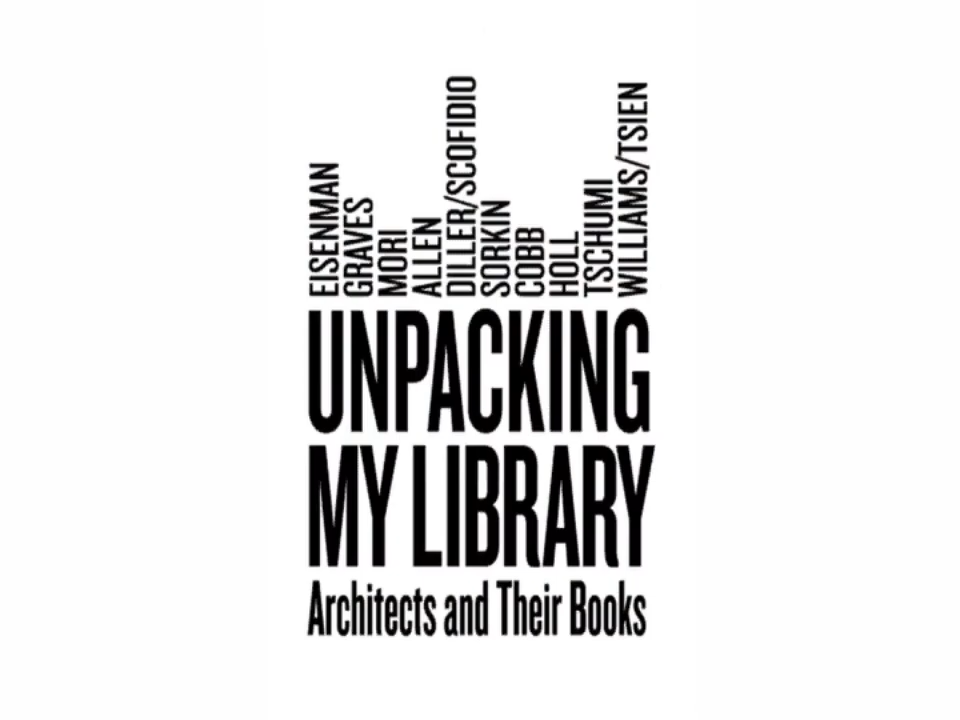 EISENMAN
GRAVES
MORI
ALLEN
DILLER/SCOFIDIO
SORKIN
COBB
HOLL
TSCHUMI
WILLIAMS/TSIEN
UNPACKING
MY LIBRARY
Architects and Their Books